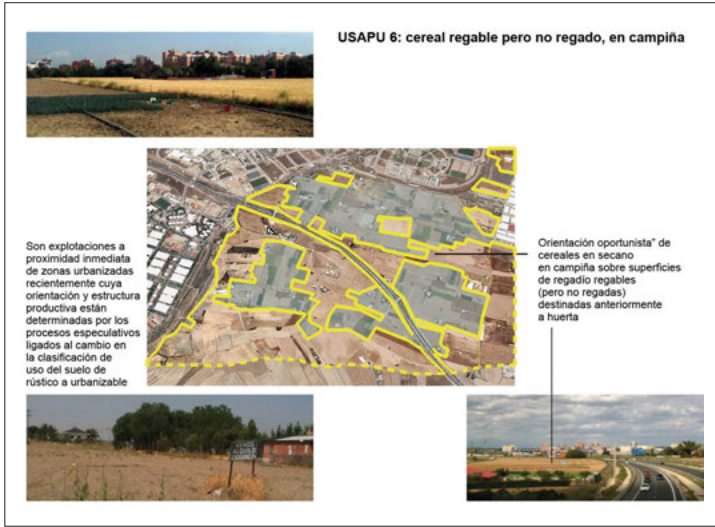 USAPU 6: cereal regable pero no regado, en campiña
Son explotaciones a
proximidad inmediata
de zonas urbanizadas
recientemente cuya
orientación y estructura
productiva están
determinadas por los
procesos especulativos
ligados al cambio en
la clasificación de
uso del suelo de
rústico a urbanizable
Orientación oportunista" de
cereales en secano
en campiña sobre superficies
de regadío regables
(pero no regadas)
destinadas anteriormente
a huerta
VENDO